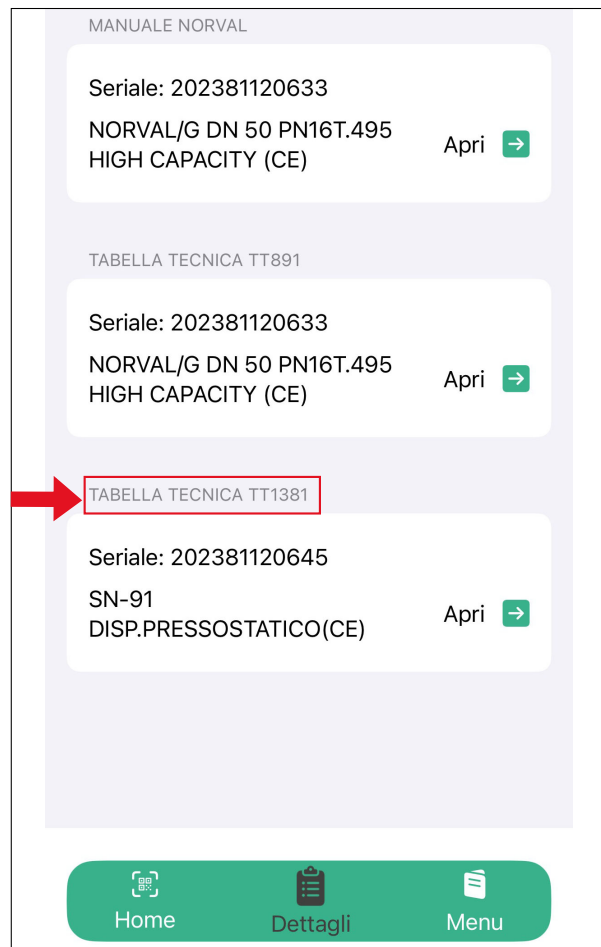 MANUALE NORVAL
Seriale: 202381120633
NORVAL/G DN 50 PN16T.495
HIGH CAPACITY (CE)
Apri
TABELLA TECNICA TT891
Seriale: 202381120633
NORVAL/G DN 50 PN16T.495
HIGH CAPACITY (CE)
Apri
TABELLA TECNICA TT1381
Seriale: 202381120645
SN-91
DISP.PRESSOSTATICO(CE)
Apri
Home
Dettagli
Menu